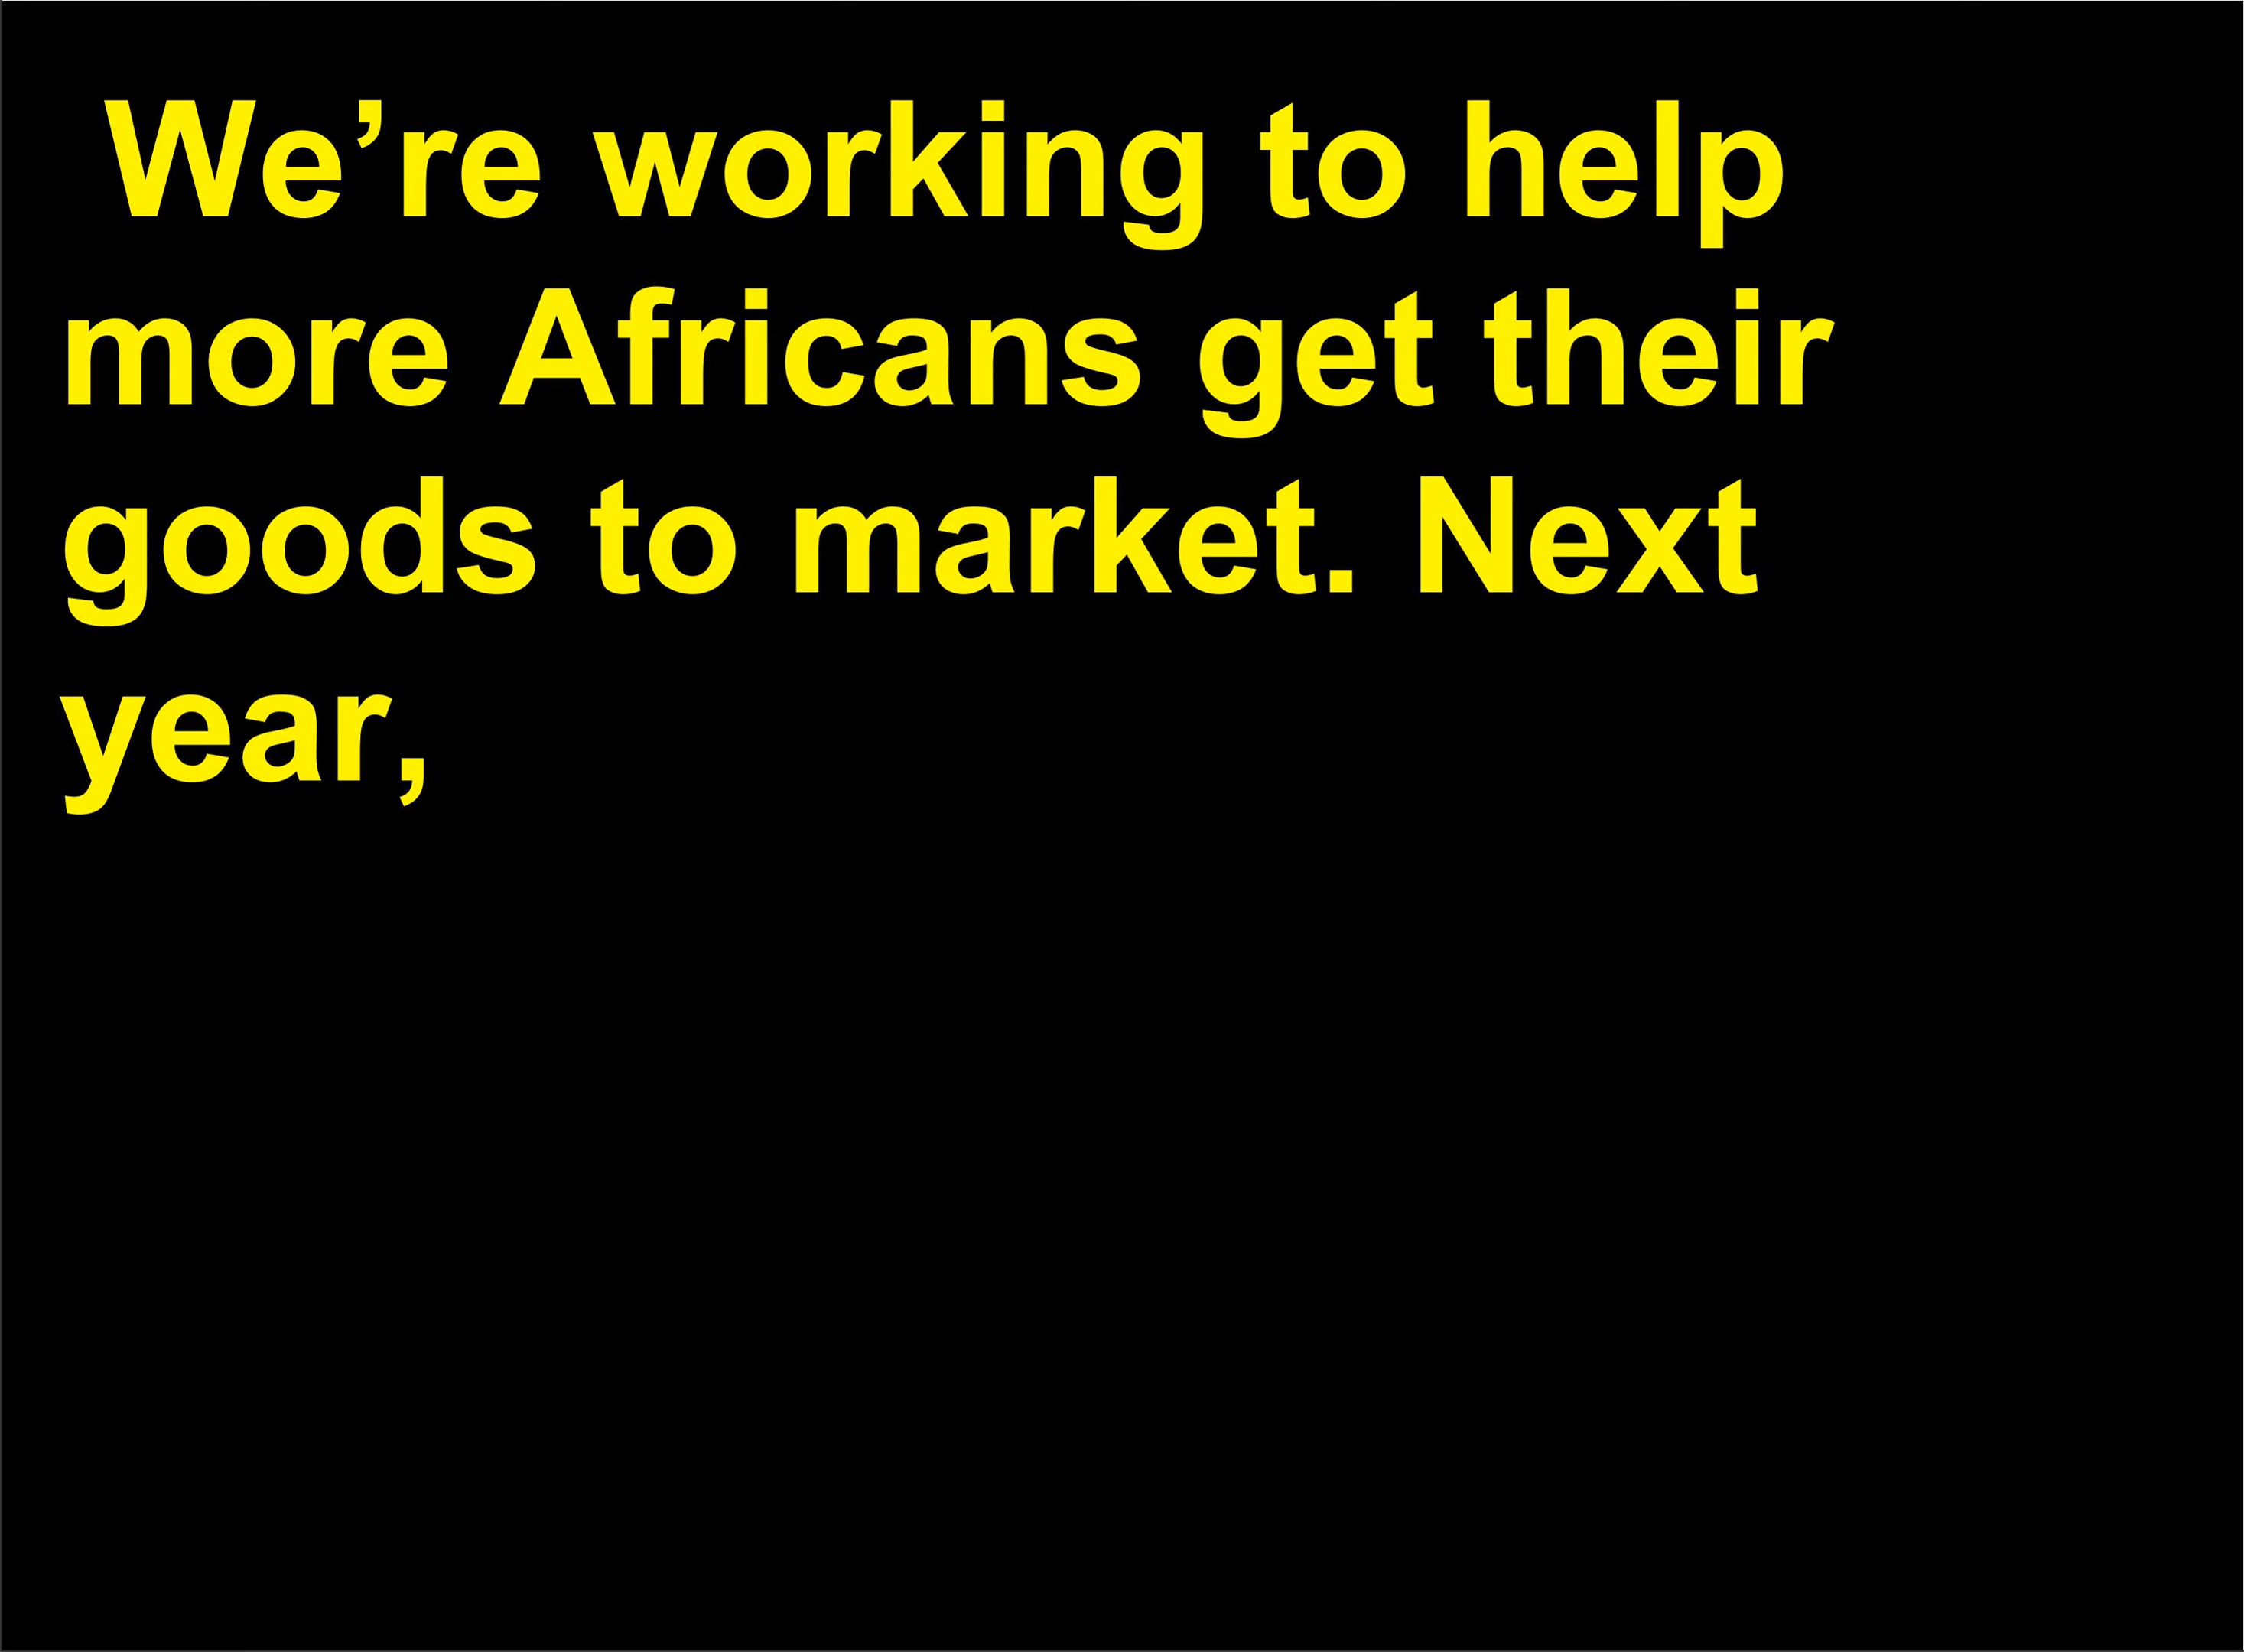 We’re working to help
more Africans get their
goods to market. Next
year,